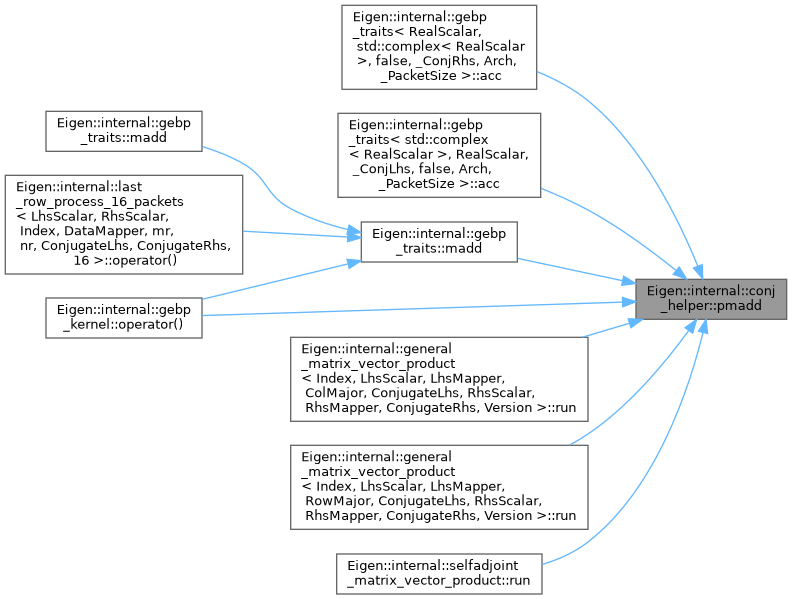 Eigen::internal::gebp
_traits< RealScalar,
std::complex< RealScalar
>, false, _ConjRhs, Arch,
_PacketSize >::acc
Eigen::internal::gebp
_traits::madd
Eigen::internal::gebp
_traits< std::complex
< RealScalar >, RealScalar,
_ConjLhs, false, Arch,
_PacketSize >::acc
Eigen::internal::last
_row_process_16_packets
< LhsScalar, RhsScalar,
Index, DataMapper, mr,
nr, ConjugateLhs, ConjugateRhs,
16 >::operator()
Eigen::internal::gebp
_traits::madd
Eigen::internal::conj
_helper::pmadd
Eigen::internal::gebp
_kernel::operator()
Eigen::internal::general
_matrix_vector_product
< Index, LhsScalar, LhsMapper,
ColMajor, ConjugateLhs, RhsScalar,
RhsMapper, ConjugateRhs, Version >::run
Eigen::internal::general
_matrix_vector_product
< Index, LhsScalar, LhsMapper,
RowMajor, ConjugateLhs, RhsScalar,
RhsMapper, ConjugateRhs, Version >::run
Eigen::internal::selfadjoint
_matrix_vector_product::run